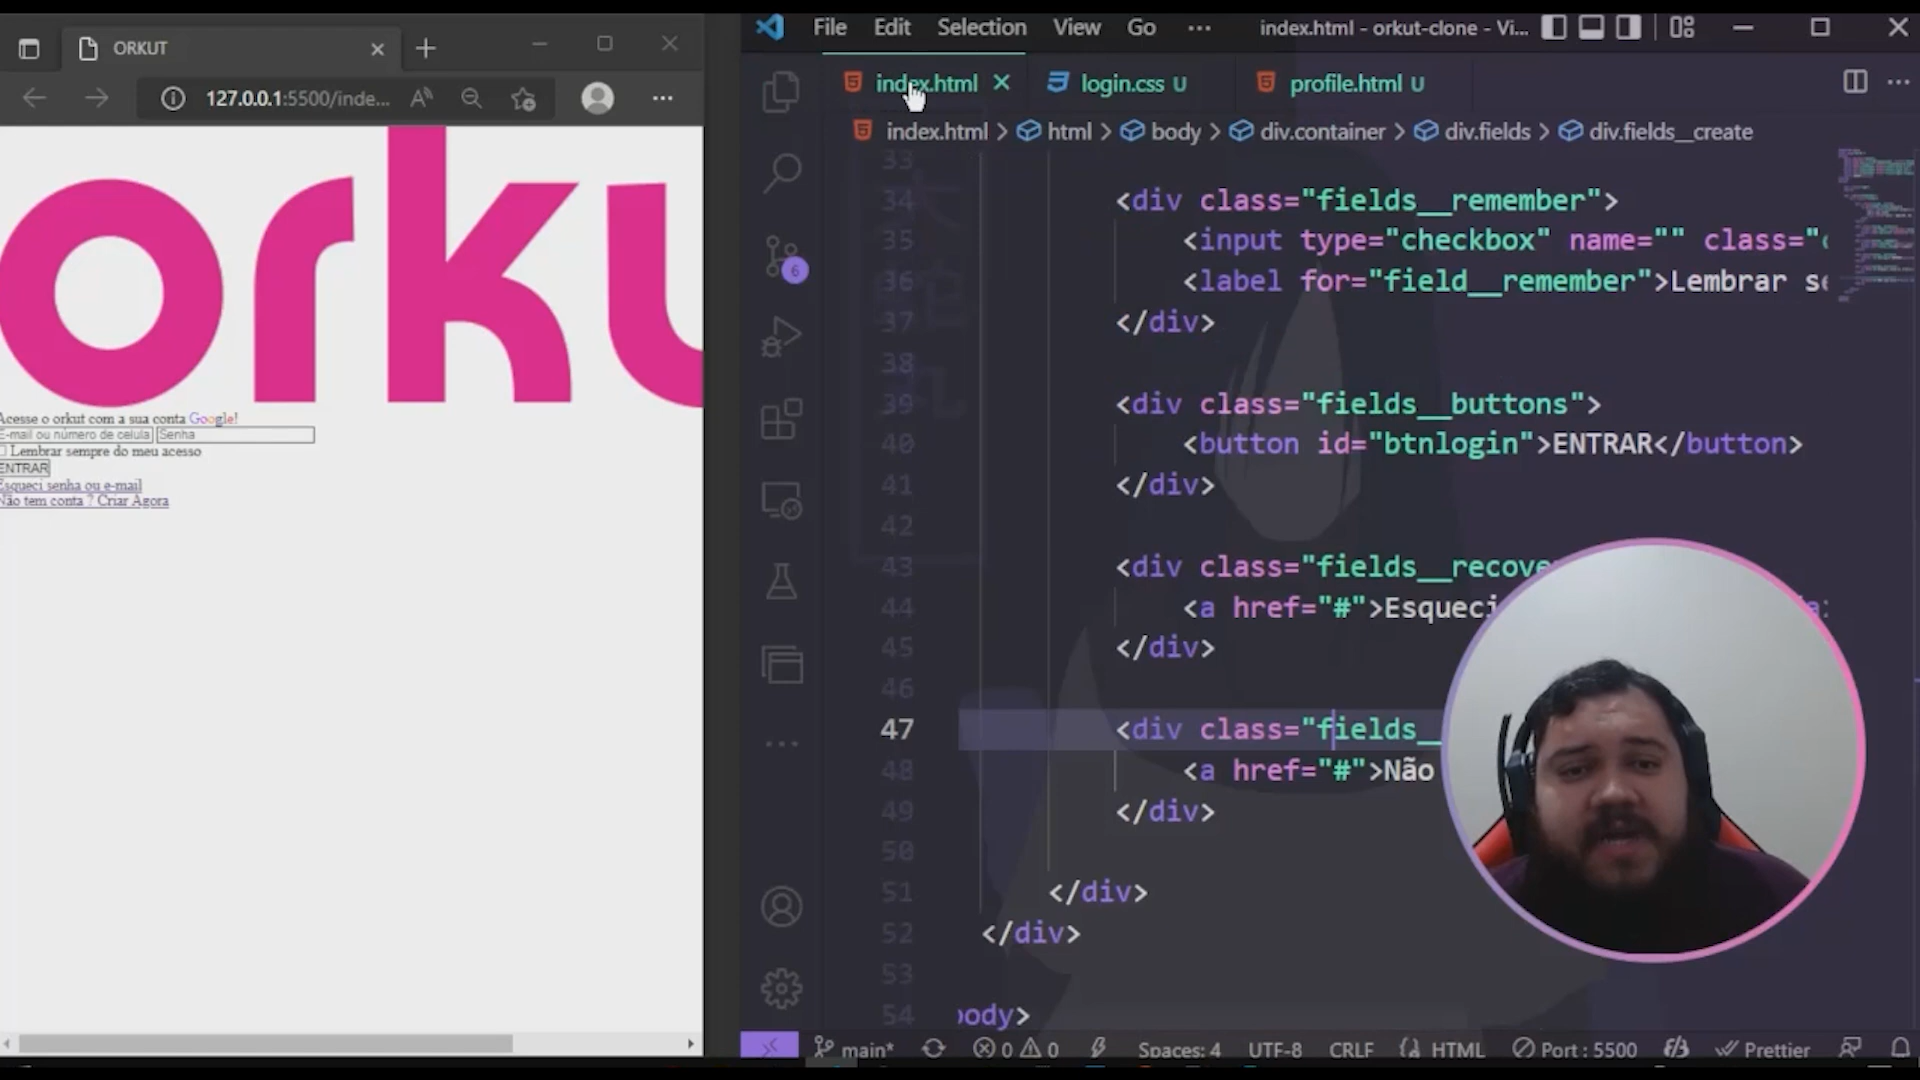 ORKUT
127.0.0.1:5500/inde...
orku
Acesse o orkut com a sua conta Google!
E-mail ou número de celula Senha
Lembrar sempre do meu acesso
ENTRAR
Esqueci senha ou e-mail
Não tem conta ? Criar Agora
File Edit Selection View Go ··· index.html - orkut-clone - Vi...
index.html login.css U profile.html U
index.html > html > body > div.container > div.fields > div.fields__create
33
34 <div class="fields__remember">
35 <input type="checkbox" name="" class="
36 <label for="field__remember">Lembrar se
37 </div>
38
39 <div class="fields__buttons">
40 <button id="btnlogin">ENTRAR</button>
41 </div>
42
43 <div class="fields__recove
44 <a href="#">Esqueci
45 </div>
46
47 <div class="fields__
48 <a href="#">Não
49 </div>
50
51 </div>
52 </div>
53
54 body>
6
main* 0 0 Spaces: 4 UTF-8 CRLF HTML Port : 5500 Prettier